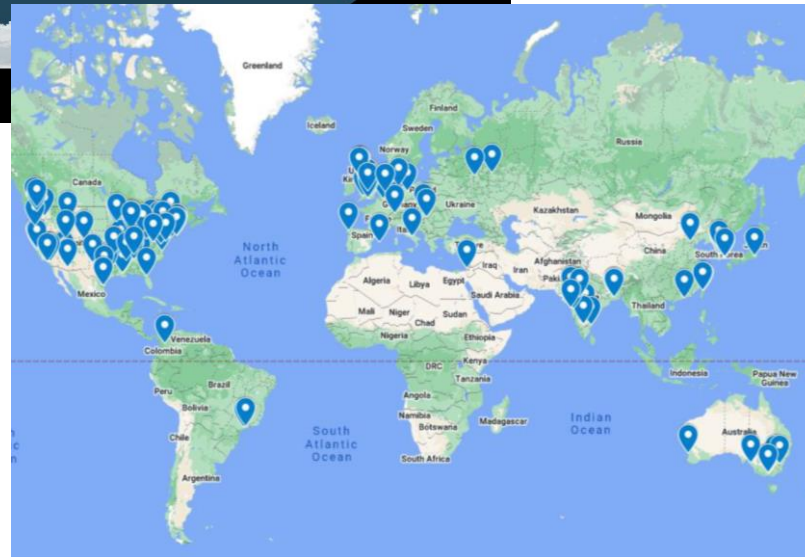 Greenland
Iceland
Finland
Sweden
Norway
Russia
Canada
Ukraine
Kazakhstan
Mongolia
Spain
North
Atlantic
Ocean
Afghanistan
China
South Korea
Iraq
Iran
Algeria
Libya
Egypt
Saudi Arabia
Mexico
Mali
Niger
Sudan
Chad
Thailand
Nigeria
Ethiopia
Venezuela
Colombia
Kenya
DRC
Indonesia
Papua New
Guinea
Tanzania
Brazil
Peru
Angola
Bolivia
Namibia
Botswana
Madagascar
Indian
Ocean
South
Atlantic
Ocean
Chile
South Africa
Australia
Argentina